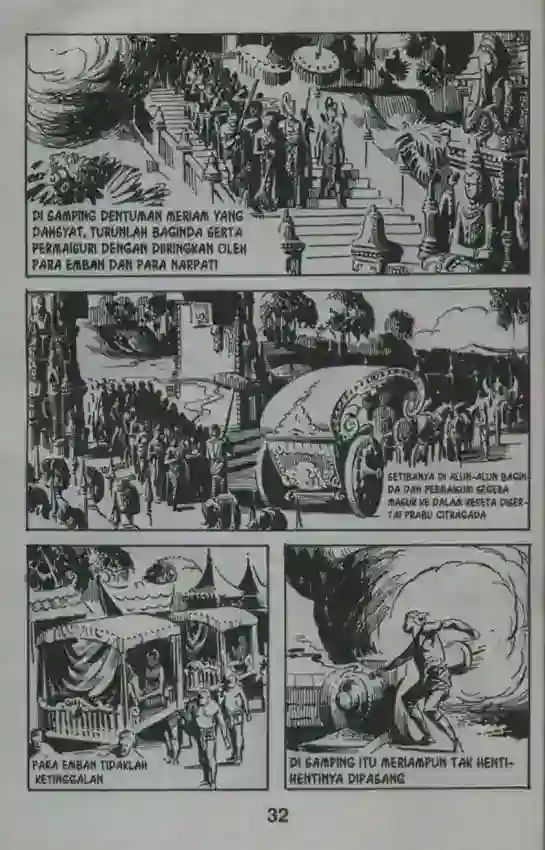 DI SAMPING DENTUMAN MERIAM YANG
DAHSYAT, TURUNLAH BAGINDA SERTA
PERMAISURI DENGAN DIIRINGKAN OLEH
PARA EMBAN DAN PARA NARPATI
SETIBANYA DI ALUN-ALUN BAGIN-
DA DAN PERMAISURI SEGERA
MASUK KE DALAM KERETA DISER-
TAI PRABU CITRAGADA
PARA EMBAN TIDAKLAH
KETINGGALAN
DI SAMPING ITU MERIAMPUN TAK HENTI-
HENTINYA DIPASANG
32